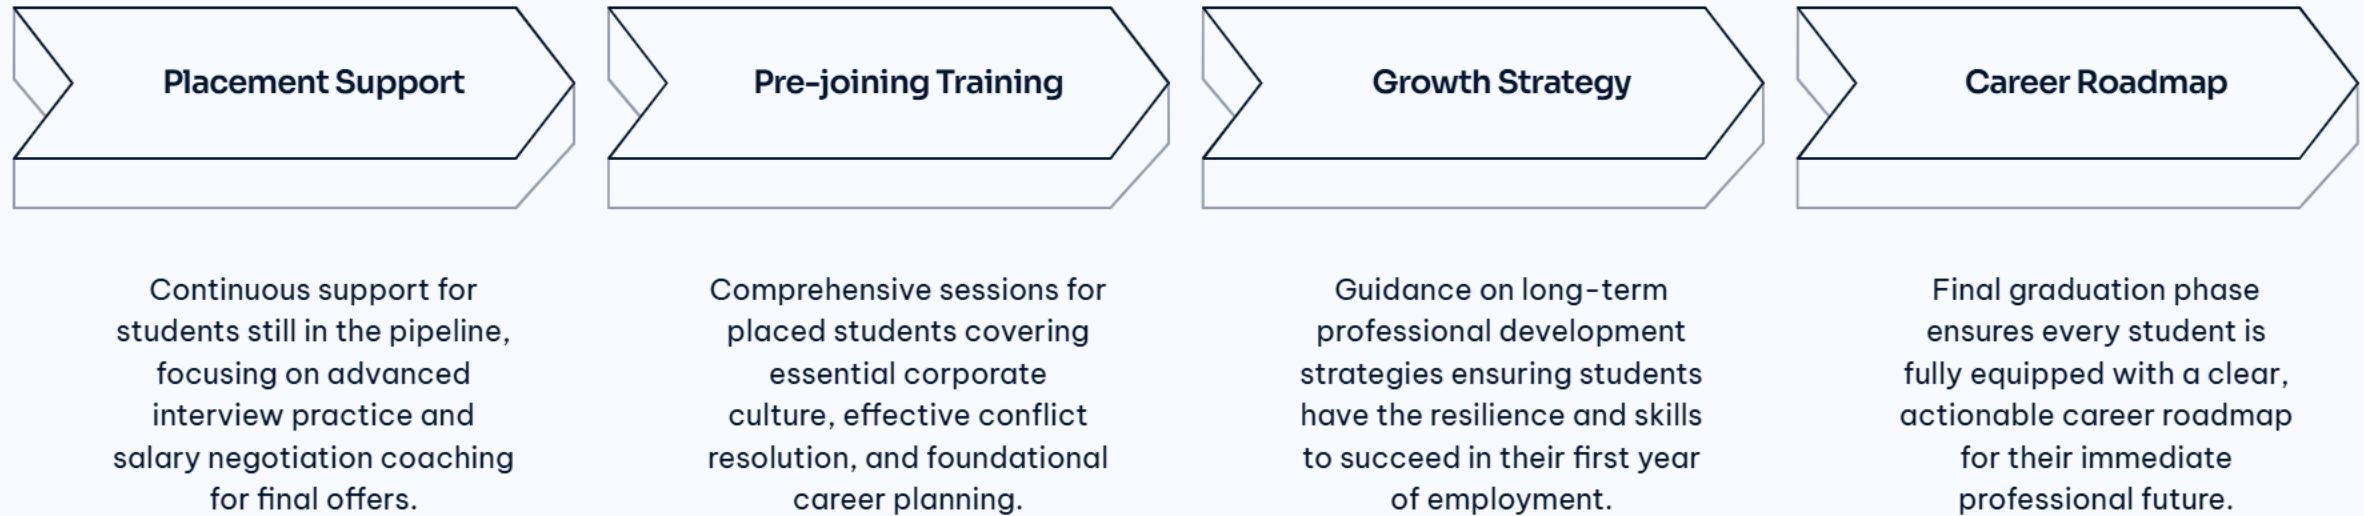 Placement Support
Continuous support for
students still in the pipeline,
focusing on advanced
interview practice and
salary negotiation coaching
for final offers.
Pre-joining Training
Comprehensive sessions for
placed students covering
essential corporate
culture, effective conflict
resolution, and foundational
career planning.
Growth Strategy
Guidance on long-term
professional development
strategies ensuring students
have the resilience and skills
to succeed in their first year
of employment.
Career Roadmap
Final graduation phase
ensures every student is
fully equipped with a clear,
actionable career roadmap
for their immediate
professional future.